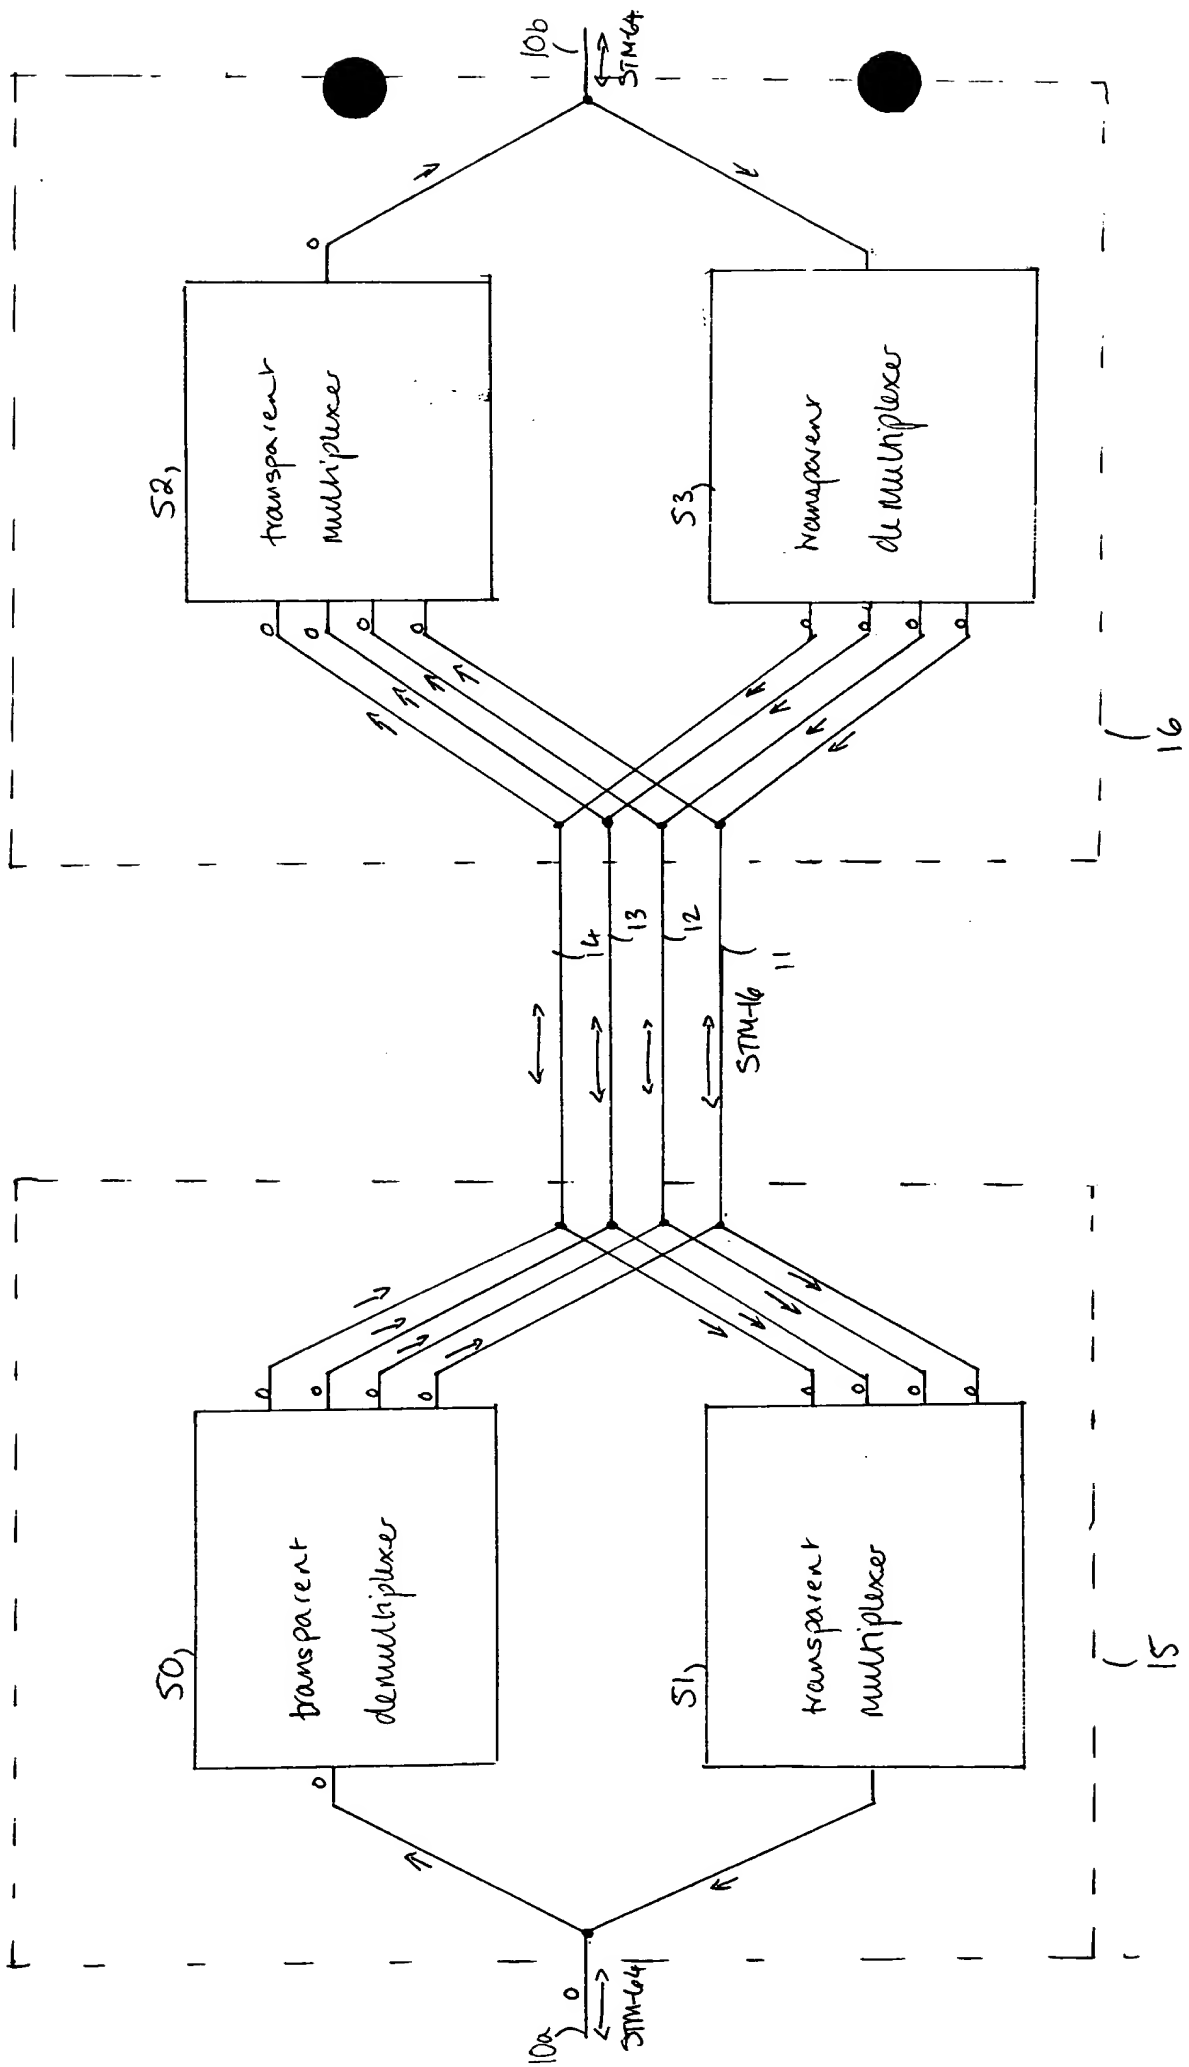 10a
STM-64
50
transparent
demultiplexer
51
transparent
multiplexer
15
14
13
12
11
STM-16
52
transparent
multiplexer
53
transparent
demultiplexer
16
10b
STM-64